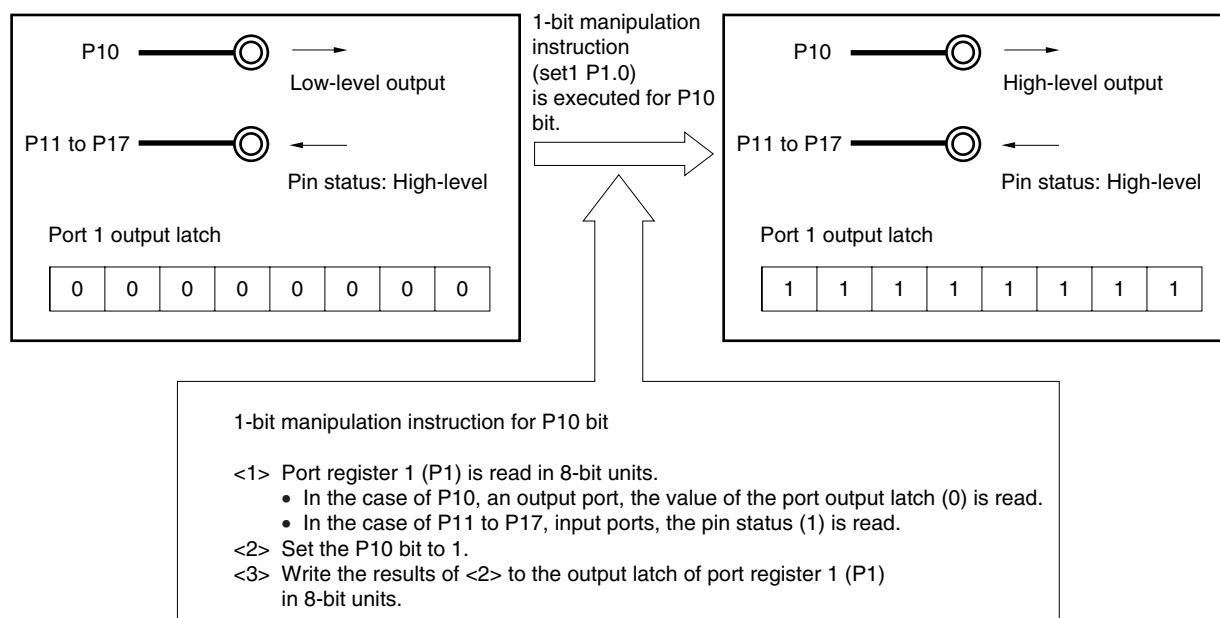 P10
Low-level output
P11 to P17
Pin status: High-level
Port 1 output latch
0 0 0 0 0 0 0 0
1-bit manipulation
instruction
(set1 P1.0)
is executed for P10
bit.
P10
High-level output
P11 to P17
Pin status: High-level
Port 1 output latch
1 1 1 1 1 1 1 1
1-bit manipulation instruction for P10 bit
<1> Port register 1 (P1) is read in 8-bit units.
• In the case of P10, an output port, the value of the port output latch (0) is read.
• In the case of P11 to P17, input ports, the pin status (1) is read.
<2> Set the P10 bit to 1.
<3> Write the results of <2> to the output latch of port register 1 (P1)
in 8-bit units.